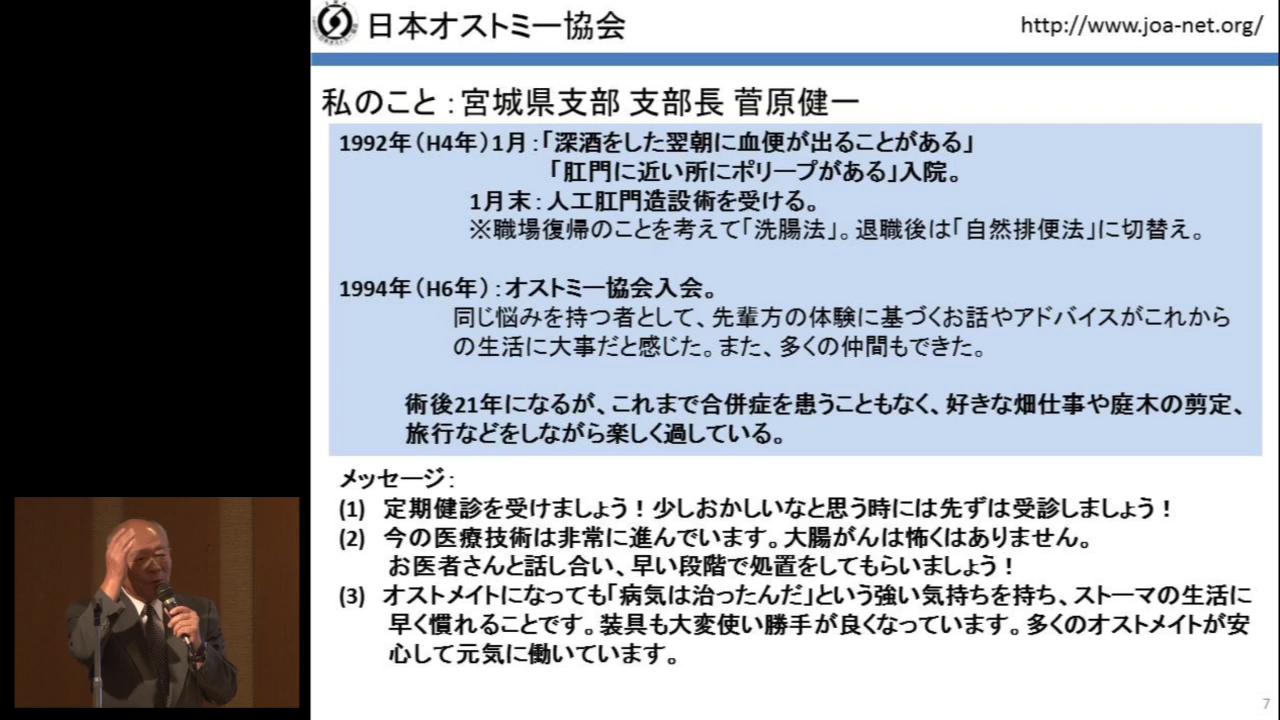 日本オストミー協会
http://www.joa-net.org/
私のこと：宮城県支部 支部長 菅原健一
1992年（H4年）1月：「深酒をした翌朝に血便が出ることがある」
「肛門に近い所にポリープがある」入院。
1月末：人工肛門造設術を受ける。
※職場復帰のことを考えて「洗腸法」。退職後は「自然排便法」に切替え。
1994年（H6年）：オストミー協会入会。
同じ悩みを持つ者として、先輩方の体験に基づくお話やアドバイスがこれから
の生活に大事だと感じた。また、多くの仲間もできた。
術後21年になるが、これまで合併症を患うこともなく、好きな畑仕事や庭木の剪定、
旅行などをしながら楽しく過している。
メッセージ：
(1) 定期健診を受けましょう！少しおかしいなと思う時には先ずは受診しましょう！
(2) 今の医療技術は非常に進んでいます。大腸がんは怖くはありません。
お医者さんと話し合い、早い段階で処置をしてもらいましょう！
(3) オストメイトになっても「病気は治ったんだ」という強い気持ちを持ち、ストーマの生活に
早く慣れることです。装具も大変使い勝手が良くなっています。多くのオストメイトが安
心して元気に働いています。
7